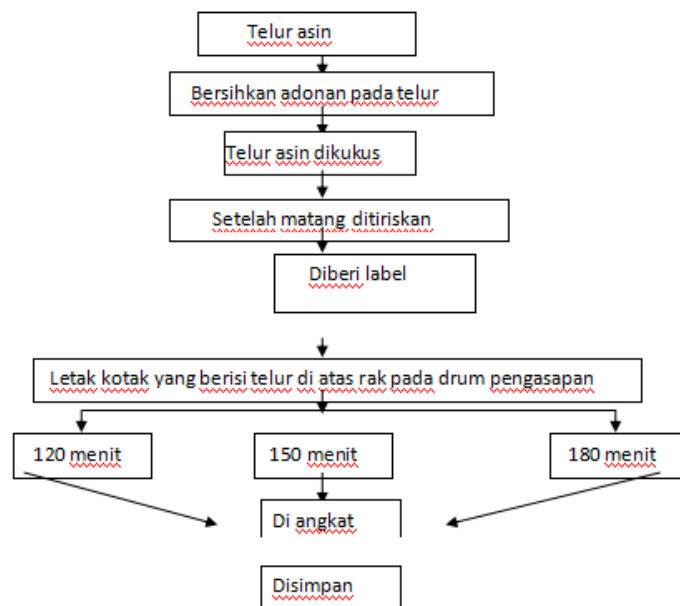 Telur asin
Bersihkan adonan pada telur
Telur asin dikukus
Setelah matang ditiriskan
Diberi label
Letak kotak yang berisi telur di atas rak pada drum pengasapan
120 menit
150 menit
180 menit
Di angkat
Disimpan